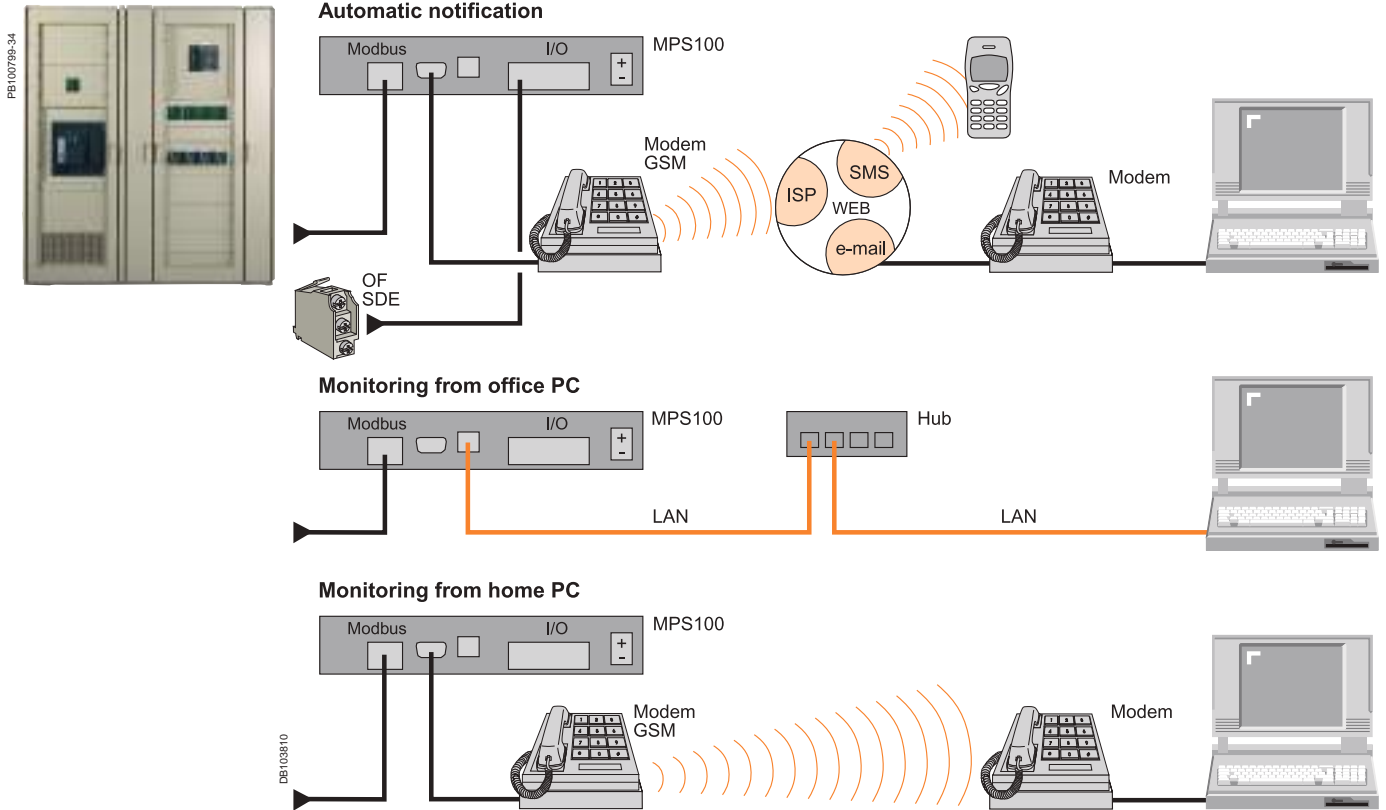 PB100799-34
Automatic notification
Modbus
I/O
MPS100
+
-
Modem
GSM
ISP
SMS
WEB
e-mail
Modem
OF
SDE
Monitoring from office PC
Modbus
I/O
MPS100
+
-
Hub
LAN
LAN
Monitoring from home PC
Modbus
I/O
MPS100
+
-
Modem
GSM
Modem
DB103810